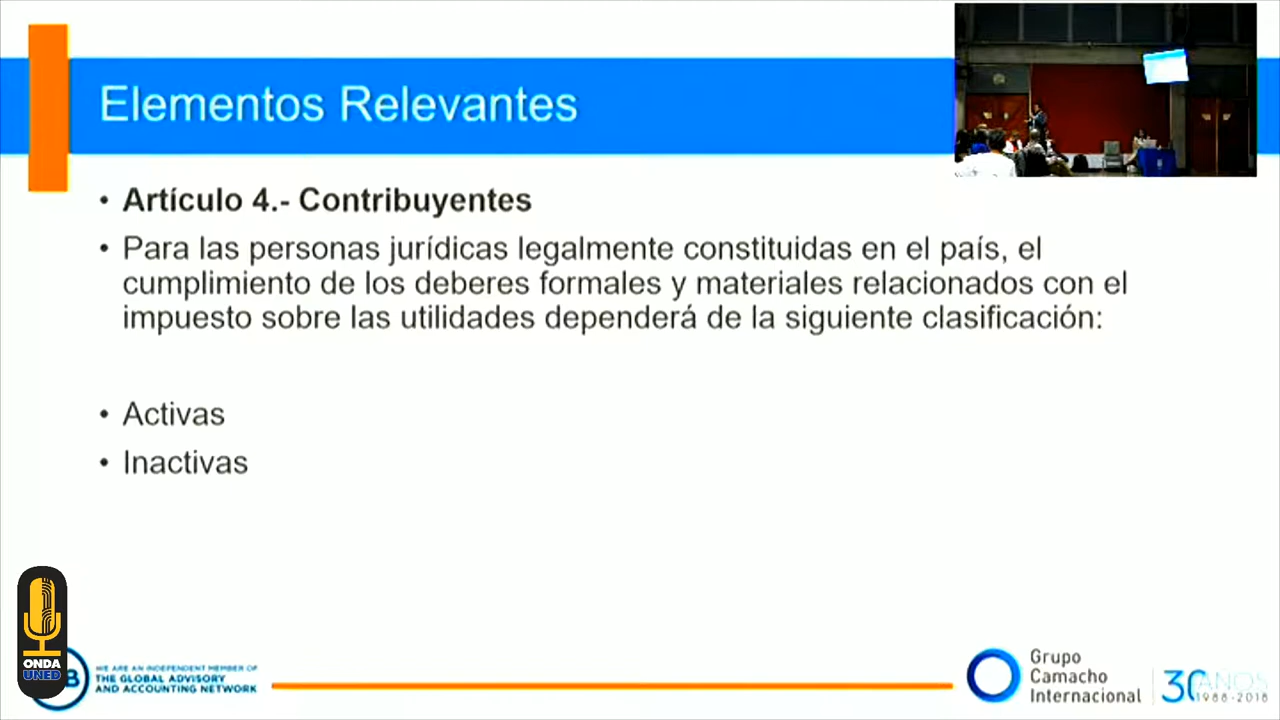 Elementos Relevantes
• Artículo 4.- Contribuyentes
• Para las personas jurídicas legalmente constituidas en el país, el
cumplimiento de los deberes formales y materiales relacionados con el
impuesto sobre las utilidades dependerá de la siguiente clasificación:
• Activas
• Inactivas
ONDA
UNED
B
WE ARE AN INDEPENDENT MEMBER OF
THE GLOBAL ADVISORY
AND ACCOUNTING NETWORK
Grupo
Camacho
Internacional
30 AÑOS
1988-2018